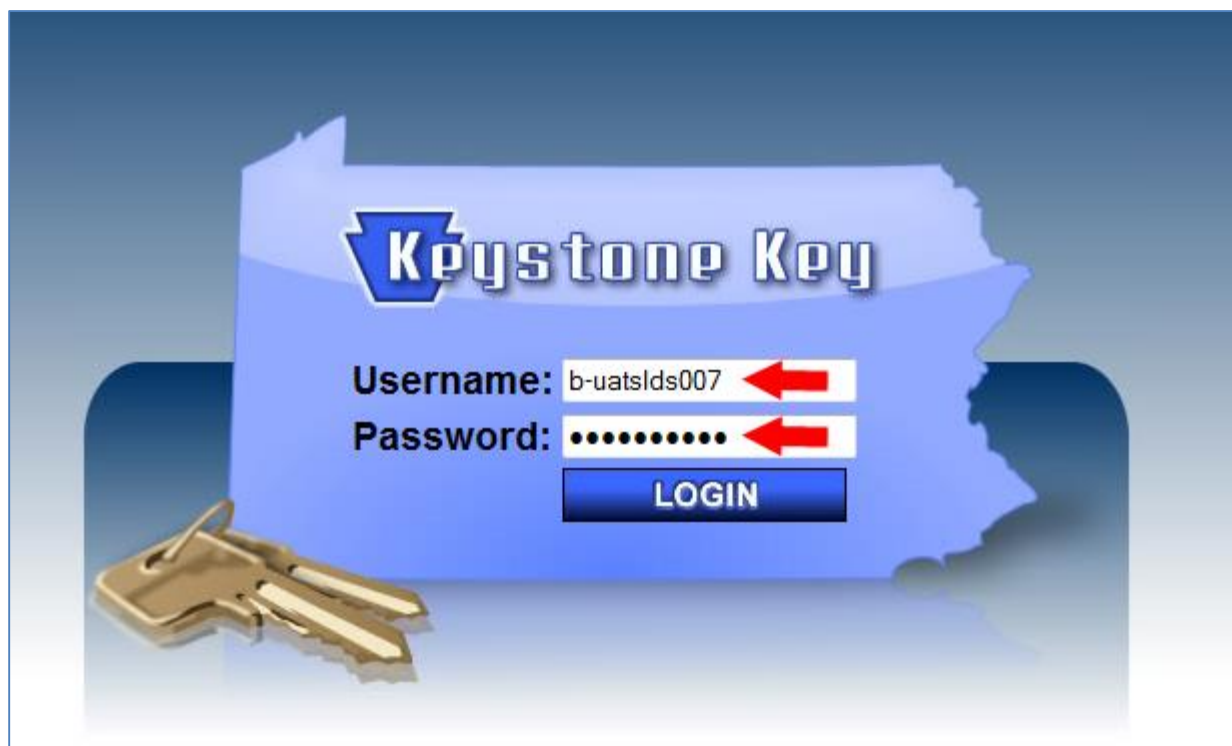 Keystone Key
Username: b-uatslds007
Password: ••••••••••
LOGIN